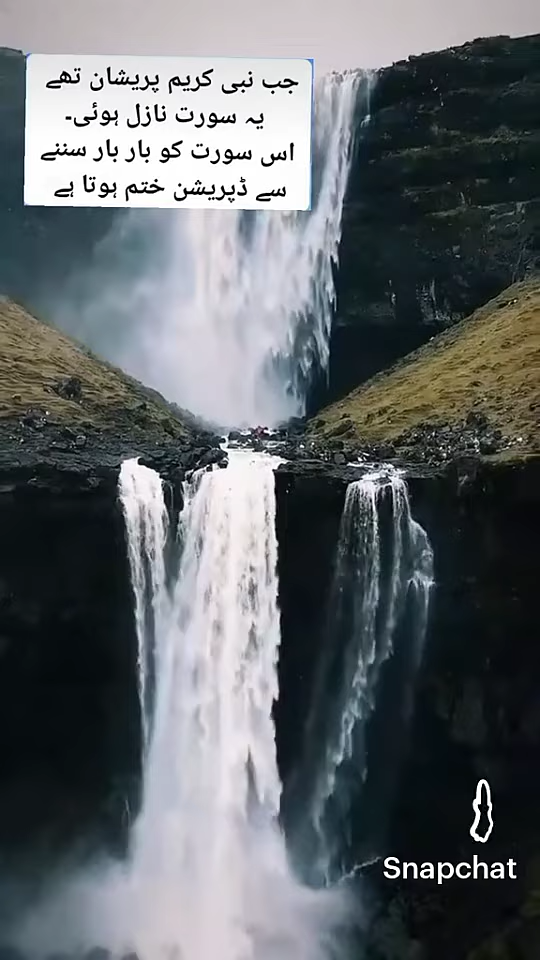 جب نبی کریم پریشان تھے
یہ سورت نازل ہوئی۔
اس سورت کو بار بار سننے
سے ڈپریشن ختم ہوتا ہے
Snapchat